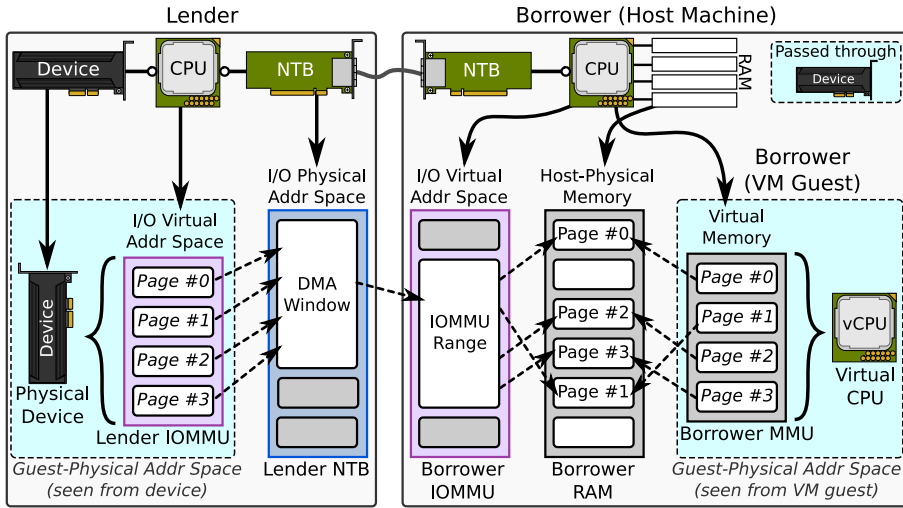 Lender
Device
CPU
NTB
I/O Physical
Addr Space
I/O Virtual
Addr Space
Page #0
Page #1
Page #2
Page #3
Device
Physical
Device
Lender IOMMU
Guest-Physical Addr Space
(seen from device)
DMA
Window
Lender NTB
Borrower (Host Machine)
NTB
CPU
RAM
Passed through
Device
I/O Virtual
Addr Space
Host-Physical
Memory
Borrower
(VM Guest)
IOMMU
Range
Borrower
IOMMU
Page #0
Page #2
Page #3
Page #1
Borrower
RAM
Virtual
Memory
Page #0
Page #1
Page #2
Page #3
Borrower MMU
vCPU
Virtual
CPU
Guest-Physical Addr Space
(seen from VM guest)